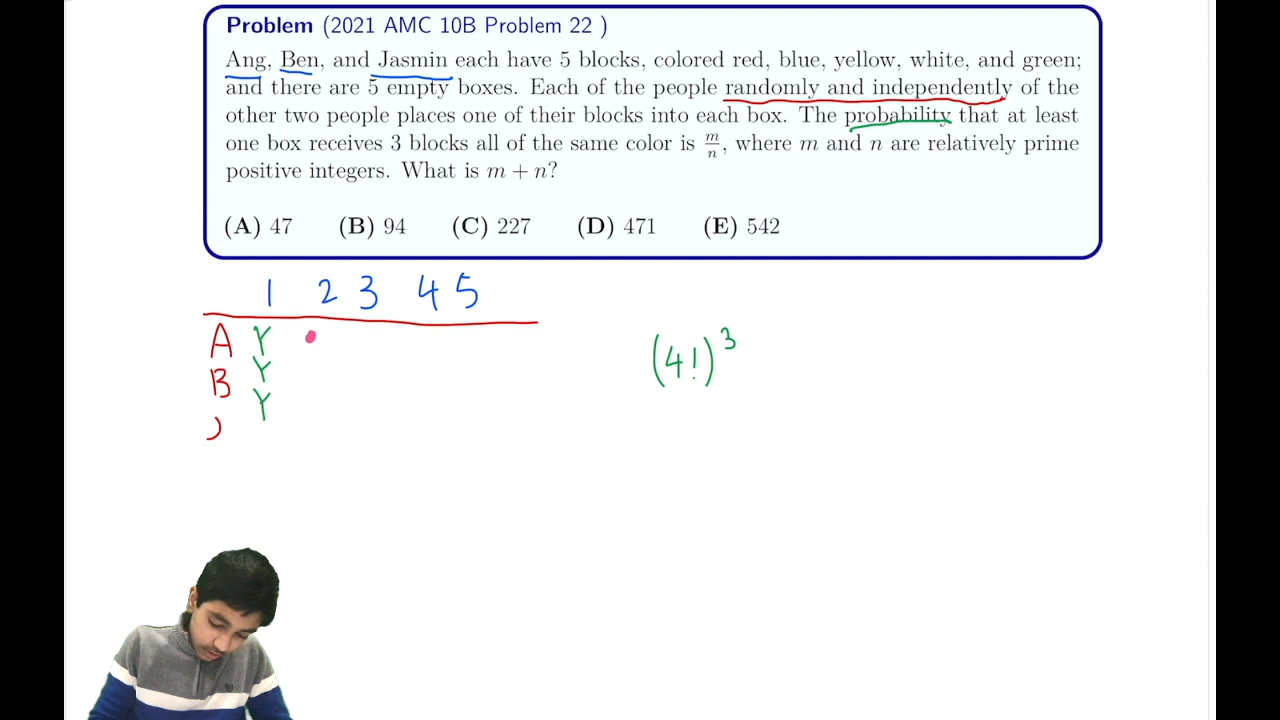 Problem (2021 AMC 10B Problem 22 )
Ang, Ben, and Jasmin each have 5 blocks, colored red, blue, yellow, white, and green;
and there are 5 empty boxes. Each of the people randomly and independently of the
other two people places one of their blocks into each box. The probability that at least
one box receives 3 blocks all of the same color is m/n, where m and n are relatively prime
positive integers. What is m + n?
(A) 47 (B) 94 (C) 227 (D) 471 (E) 542
1 2 3 4 5
A Y
B Y
J Y
(4!)³